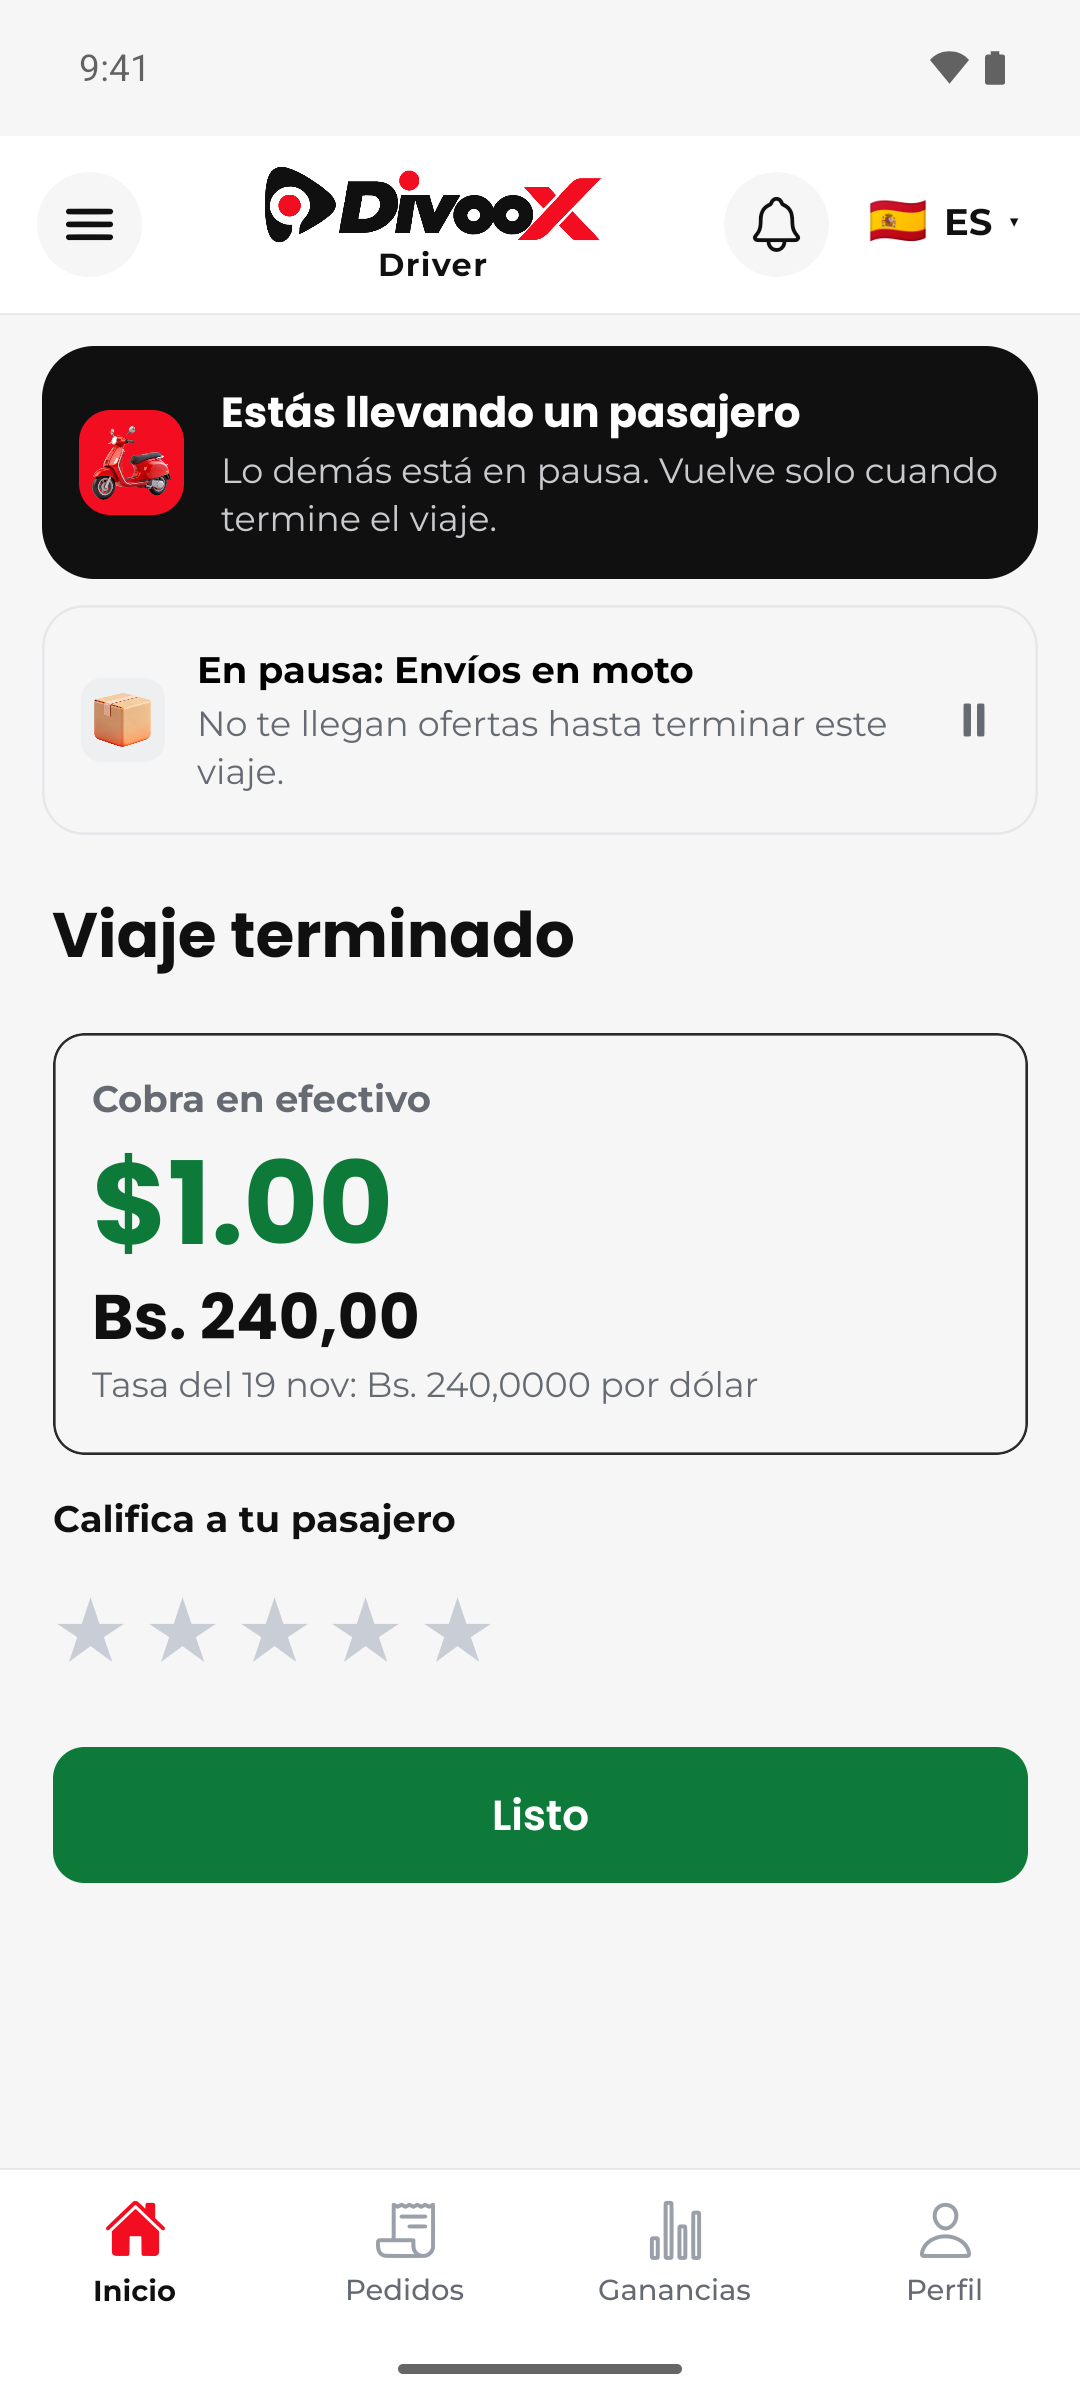 9:41
DivooX
Driver
ES
Estás llevando un pasajero
Lo demás está en pausa. Vuelve solo cuando
termine el viaje.
En pausa: Envíos en moto
No te llegan ofertas hasta terminar este
viaje.
Viaje terminado
Cobra en efectivo
$1.00
Bs. 240,00
Tasa del 19 nov: Bs. 240,0000 por dólar
Califica a tu pasajero
Listo
Inicio
Pedidos
Ganancias
Perfil